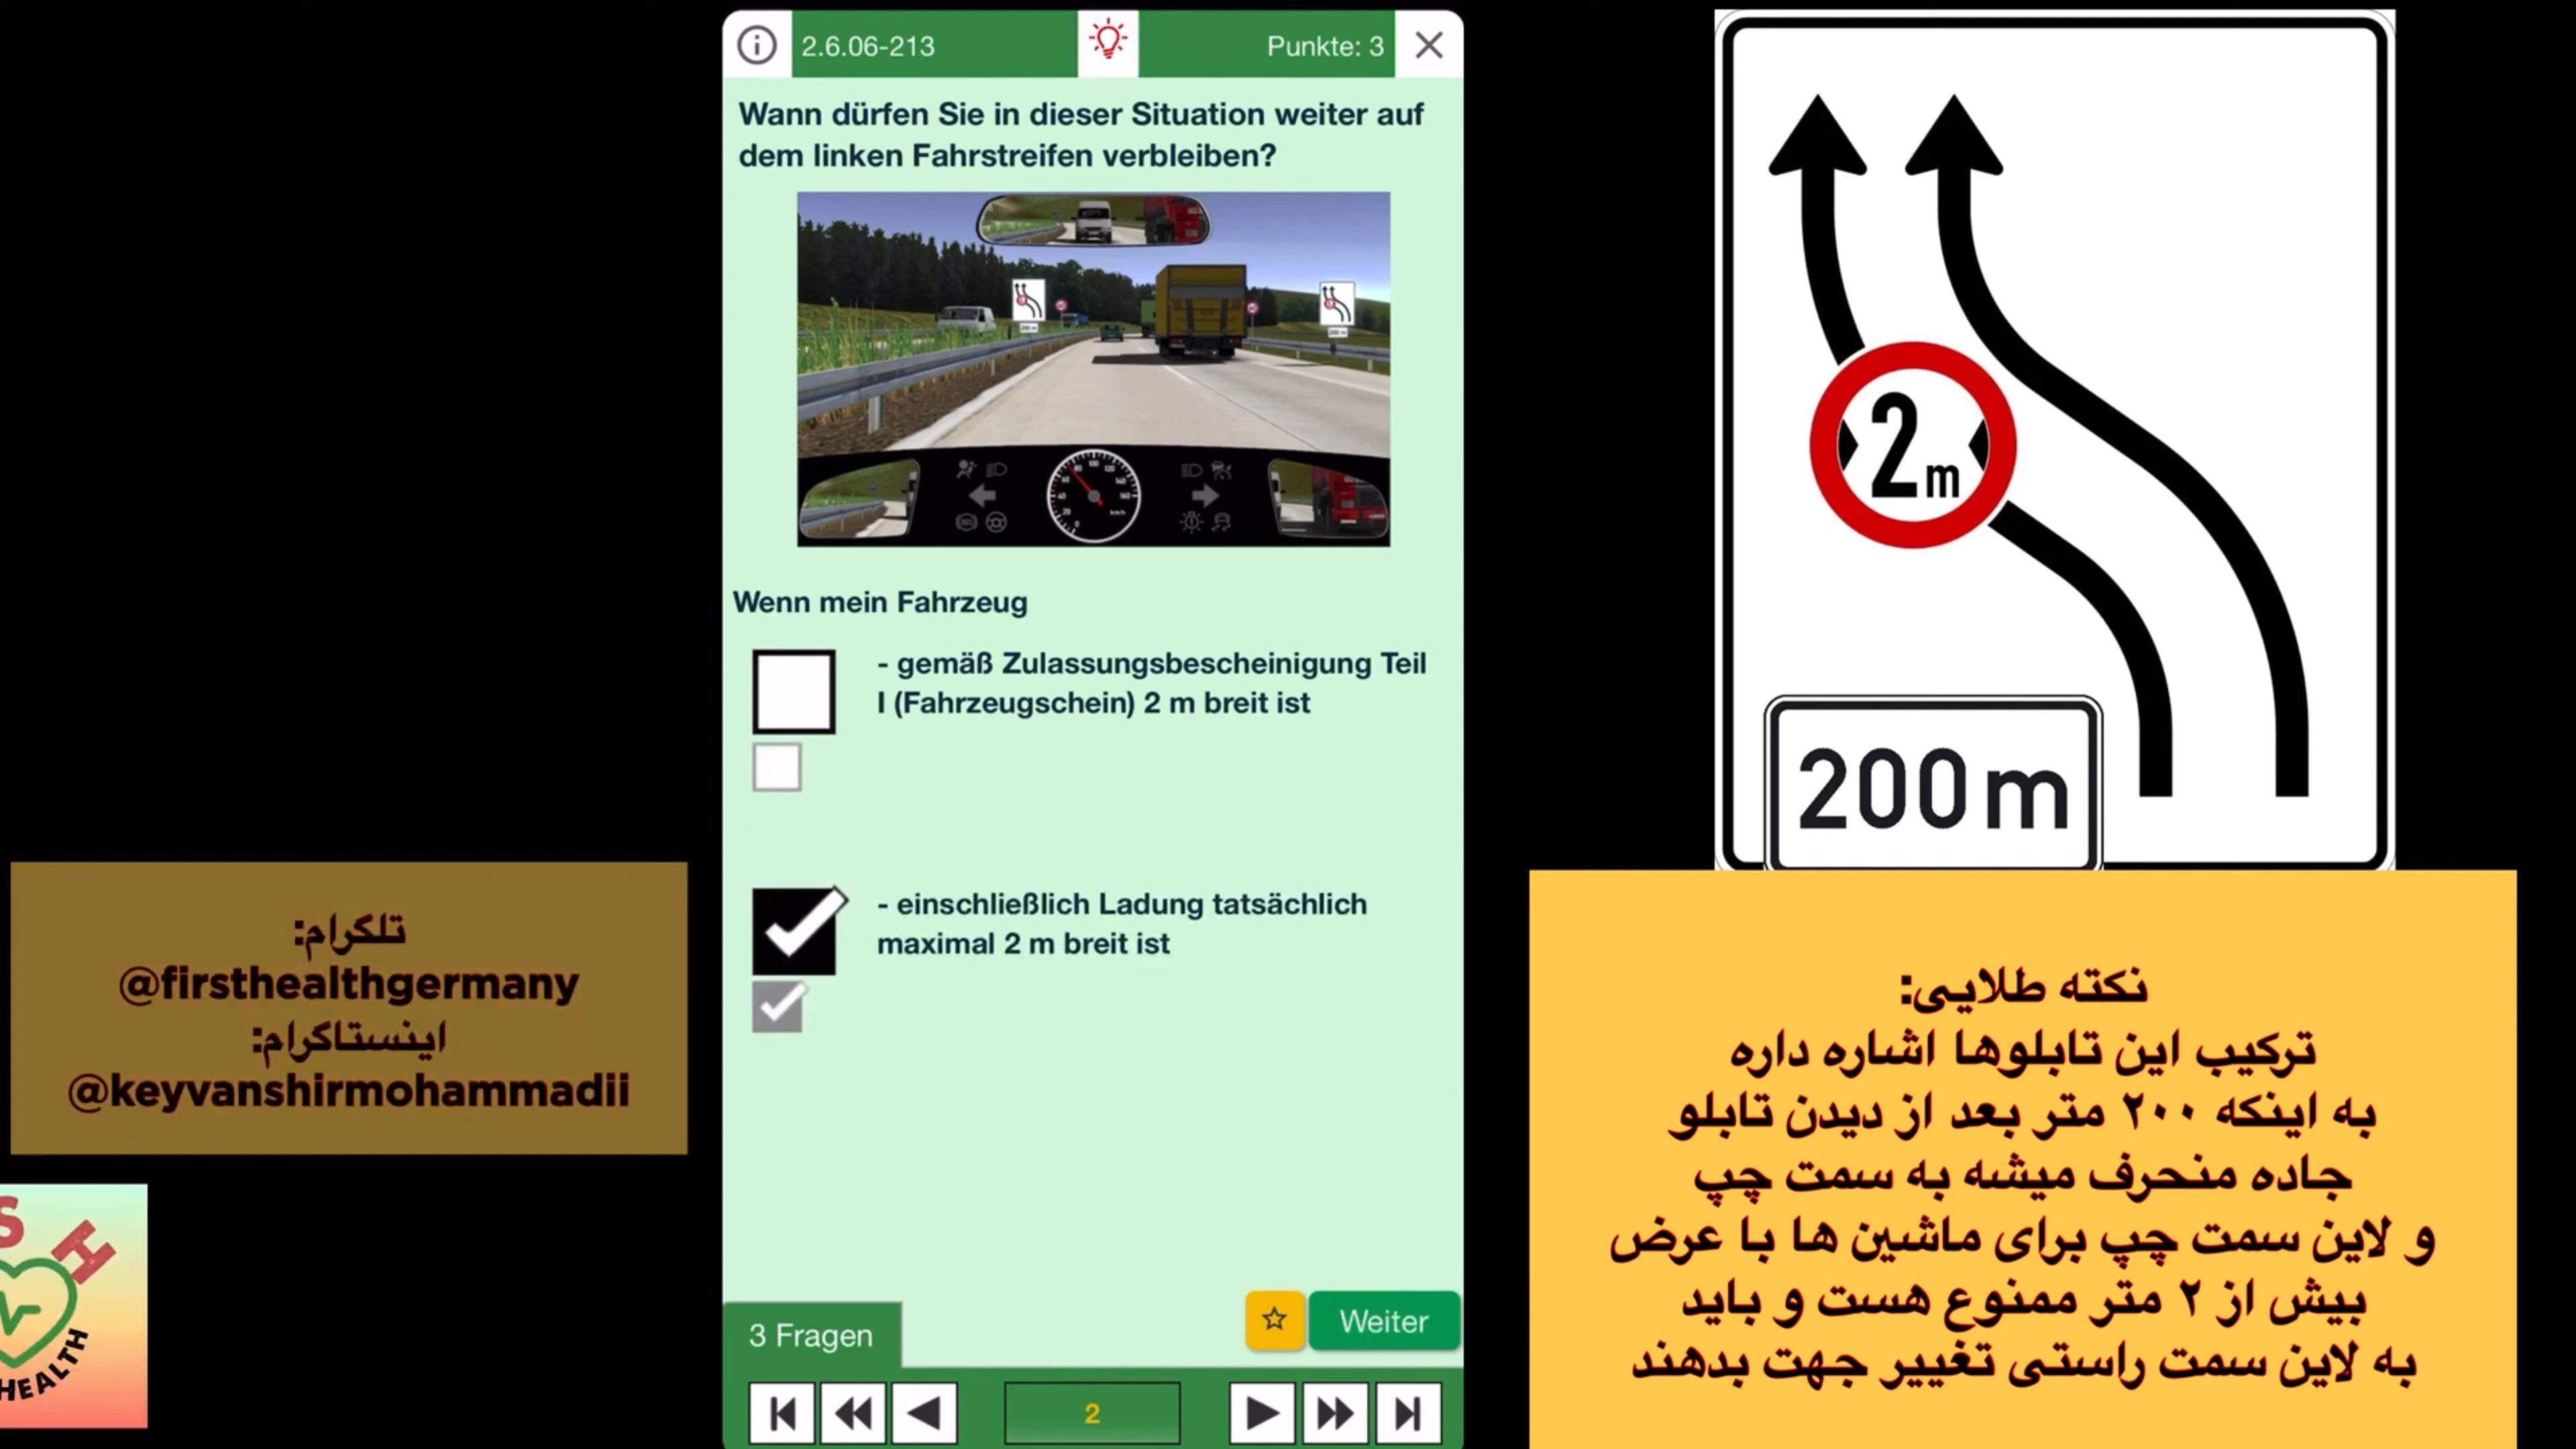 2.6.06-213
Punkte: 3
Wann dürfen Sie in dieser Situation weiter auf
dem linken Fahrstreifen verbleiben?
Wenn mein Fahrzeug
- gemäß Zulassungsbescheinigung Teil
I (Fahrzeugschein) 2 m breit ist
- einschließlich Ladung tatsächlich
maximal 2 m breit ist
3 Fragen
Weiter
2
2 m
200 m
تلگرام:
@firsthealthgermany
اینستاگرام:
@keyvanshirmohammadii
S
H
HEALTH
نکته طلایی:
ترکیب این تابلوها اشاره داره
به اینکه ۲۰۰ متر بعد از دیدن تابلو
جاده منحرف میشه به سمت چپ
و لاین سمت چپ برای ماشین ها با عرض
بیش از ۲ متر ممنوع هست و باید
به لاین سمت راستی تغییر جهت بدهند